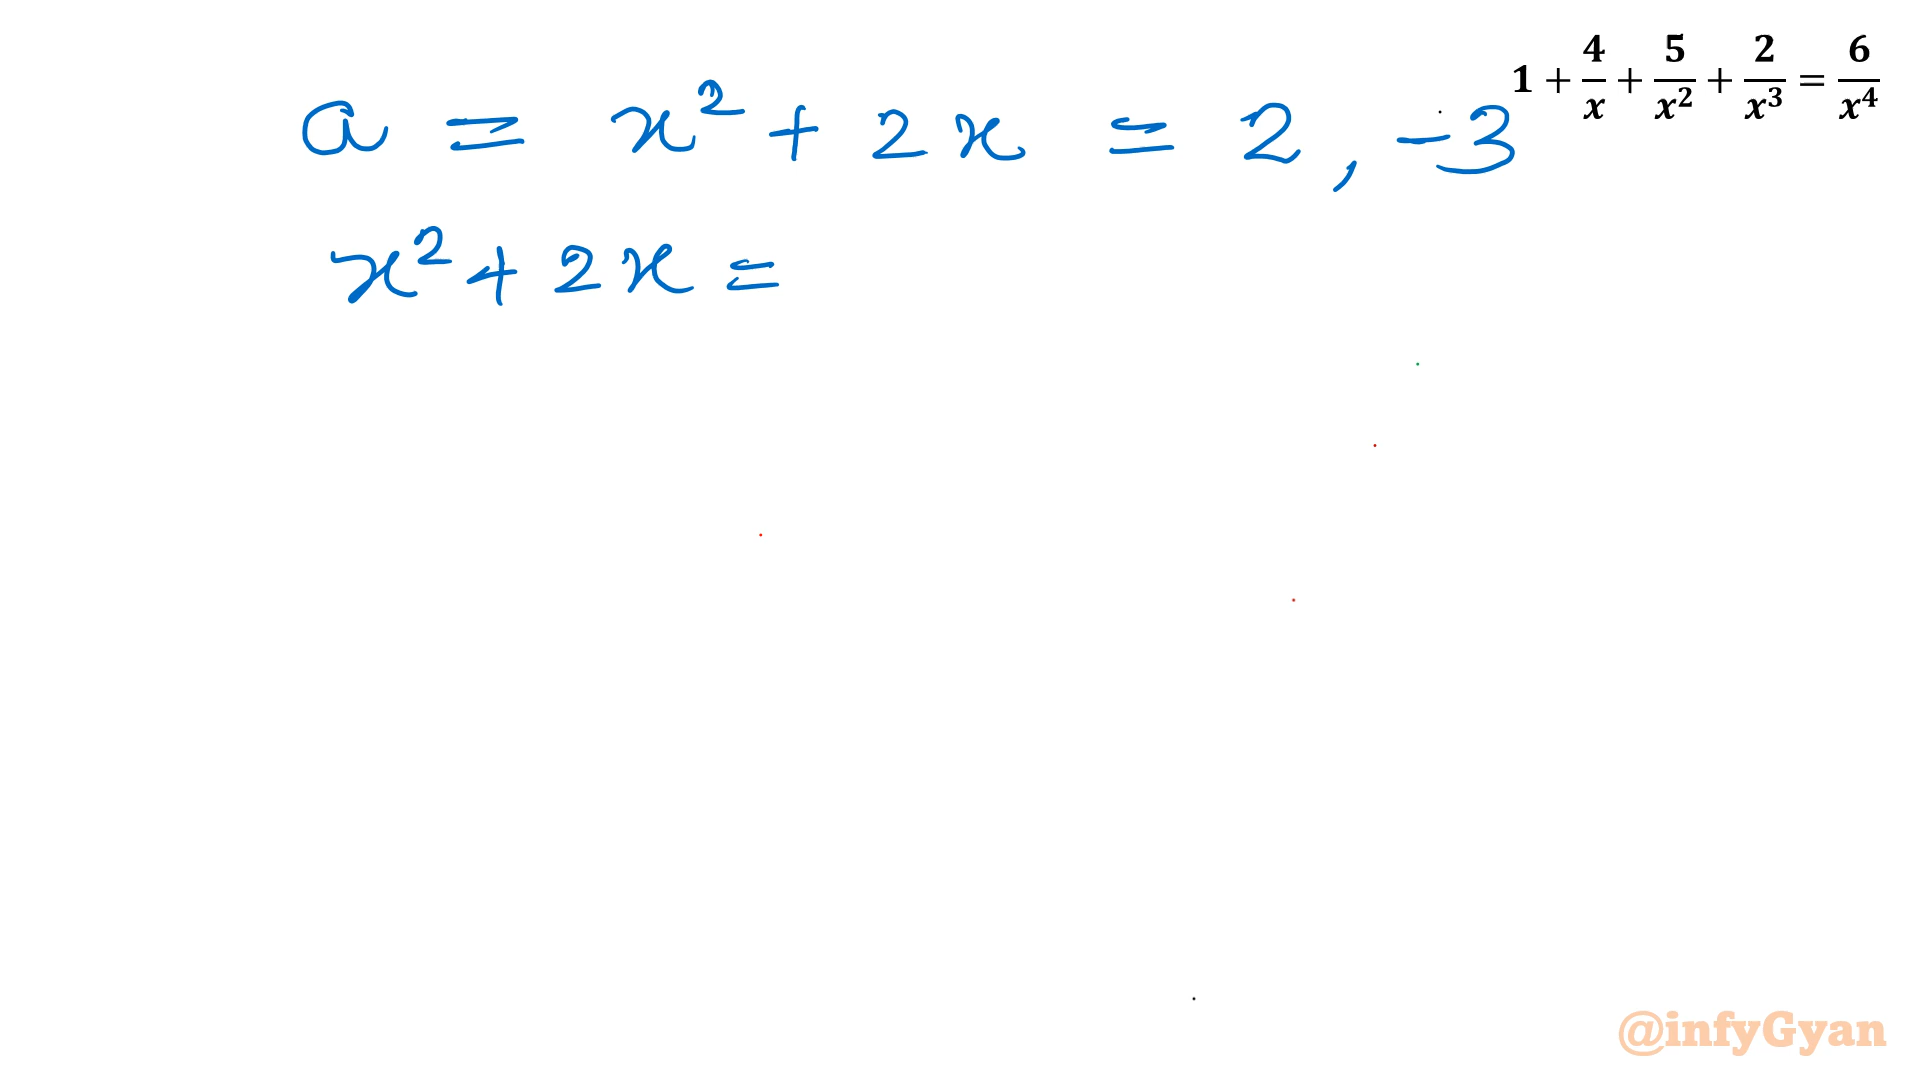 1 + 4/x + 5/x² + 2/x³ = 6/x⁴
a = x² + 2x = 2, -3
x² + 2x =
@infyGyan